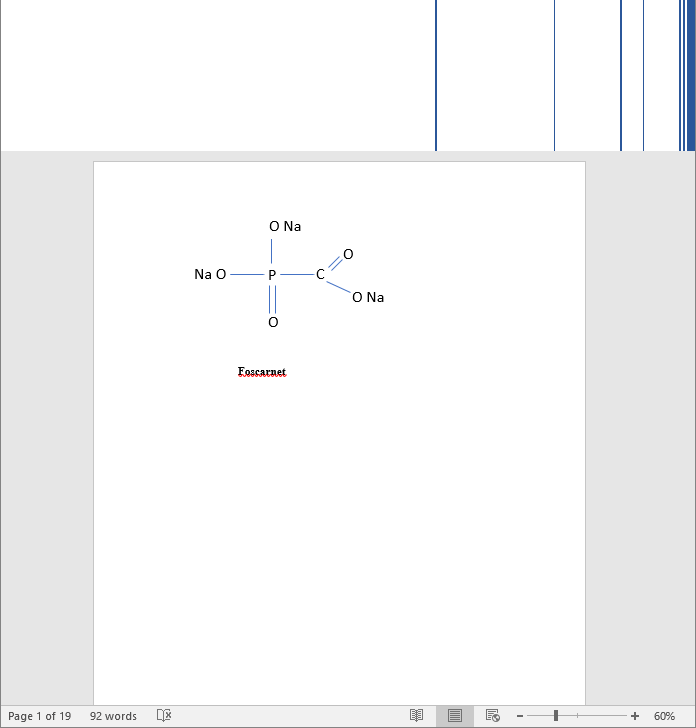 O Na
O
Na O P C
O Na
O
Foscarnet
Page 1 of 19 92 words 60%